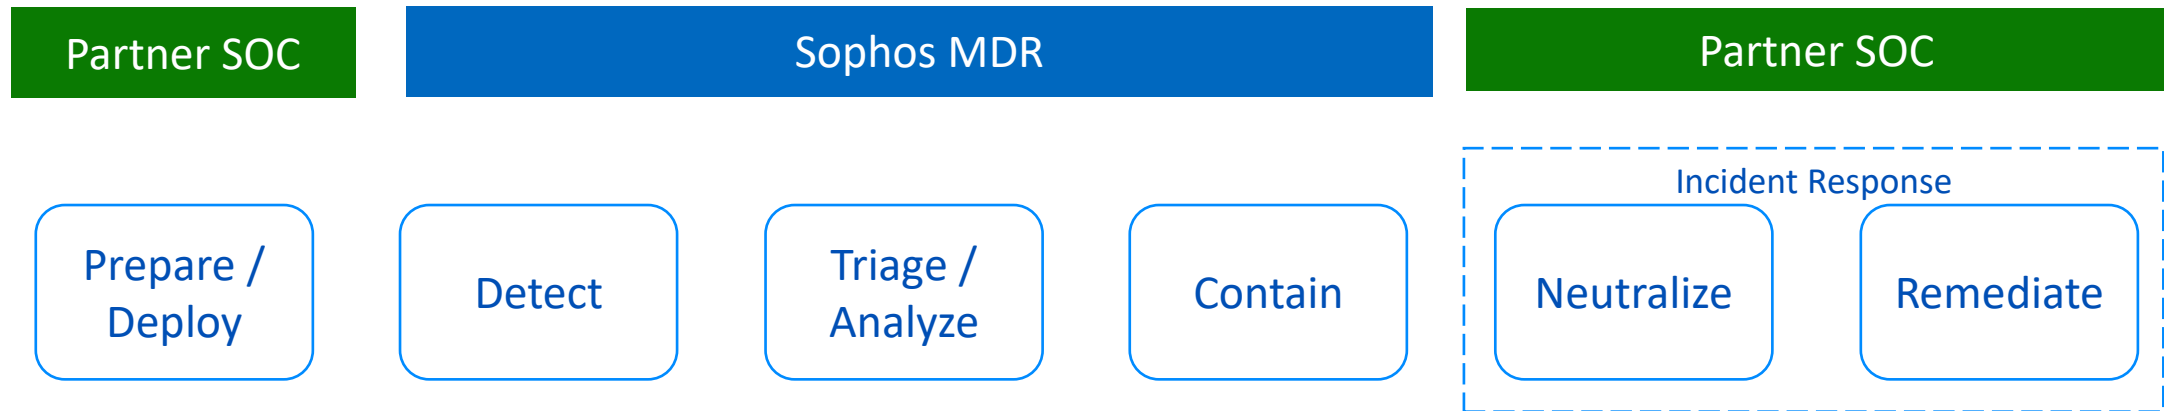 Partner SOC
Sophos MDR
Partner SOC
Incident Response
Prepare /
Deploy
Detect
Triage /
Analyze
Contain
Neutralize
Remediate